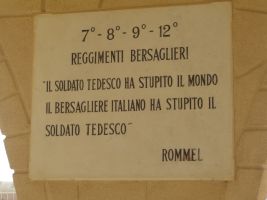 7° - 8° - 9° - 12°
REGGIMENTI BERSAGLIERI
"IL SOLDATO TEDESCO HA STUPITO IL MONDO
IL BERSAGLIERE ITALIANO HA STUPITO IL
SOLDATO TEDESCO"
ROMMEL